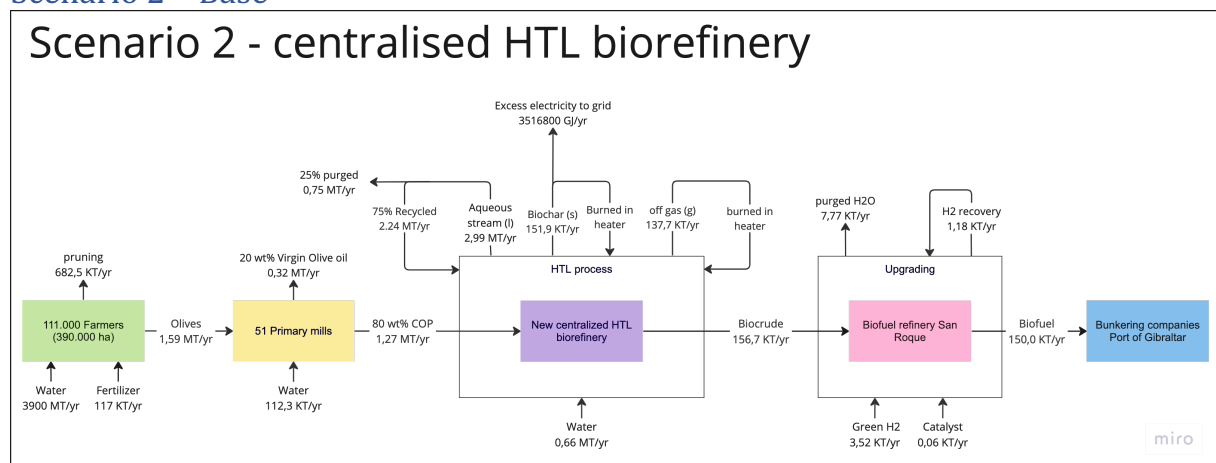 Scenario 2 - centralised HTL biorefinery
Excess electricity to grid
3516800 GJ/yr
25% purged
0,75 MT/yr
75% Recycled
2.24 MT/yr
Aqueous
stream (l)
2,99 MT/yr
Biochar (s)
151,9 KT/yr
Burned in
heater
off gas (g)
137,7 KT/yr
burned in
heater
purged H2O
7,77 KT/yr
H2 recovery
1,18 KT/yr
pruning
682,5 KT/yr
20 wt% Virgin Olive oil
0,32 MT/yr
HTL process
Upgrading
111.000 Farmers
(390.000 ha)
Olives
1,59 MT/yr
51 Primary mills
80 wt% COP
1,27 MT/yr
New centralized HTL
biorefinery
Biocrude
156,7 KT/yr
Biofuel refinery San
Roque
Biofuel
150,0 KT/yr
Bunkering companies
Port of Gibraltar
Water
3900 MT/yr
Fertilizer
117 KT/yr
Water
112,3 KT/yr
Water
0,66 MT/yr
Green H2
3,52 KT/yr
Catalyst
0,06 KT/yr
miro